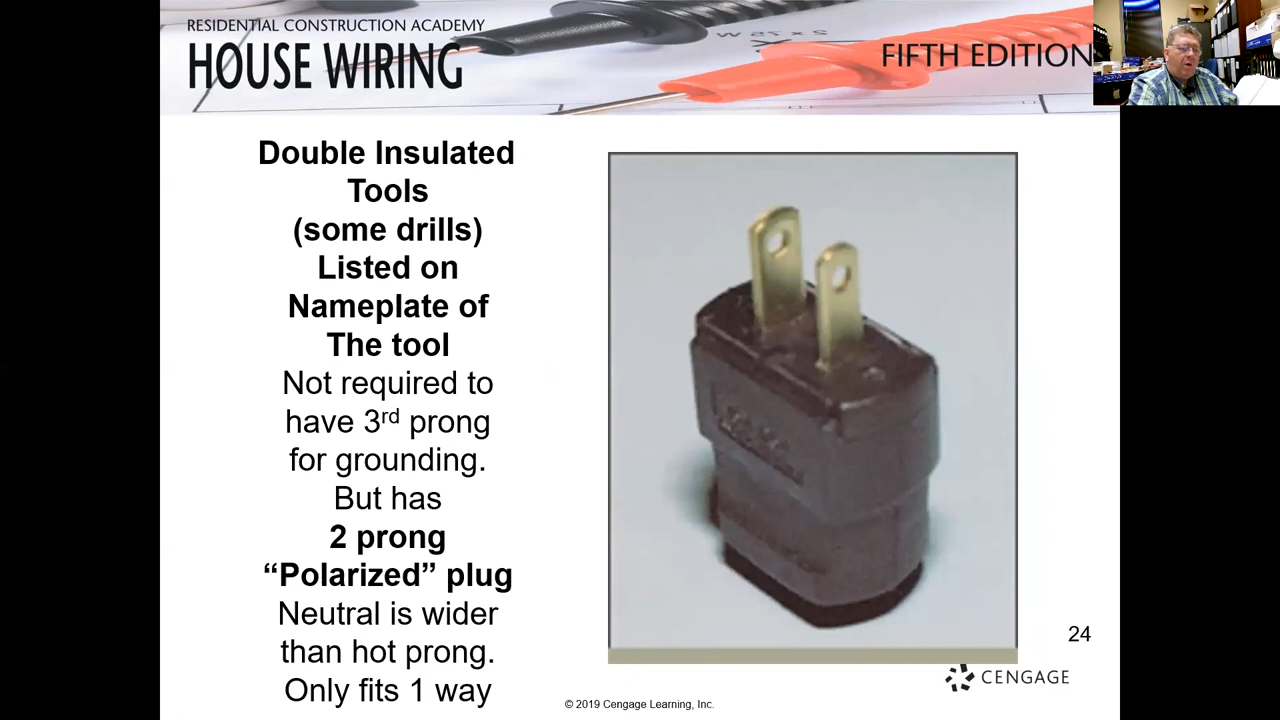 RESIDENTIAL CONSTRUCTION ACADEMY
HOUSE WIRING
FIFTH EDITION
2 x 75 W
Double Insulated
Tools
(some drills)
Listed on
Nameplate of
The tool
Not required to
have 3rd prong
for grounding.
But has
2 prong
“Polarized” plug
Neutral is wider
than hot prong.
Only fits 1 way
24
CENGAGE
© 2019 Cengage Learning, Inc.